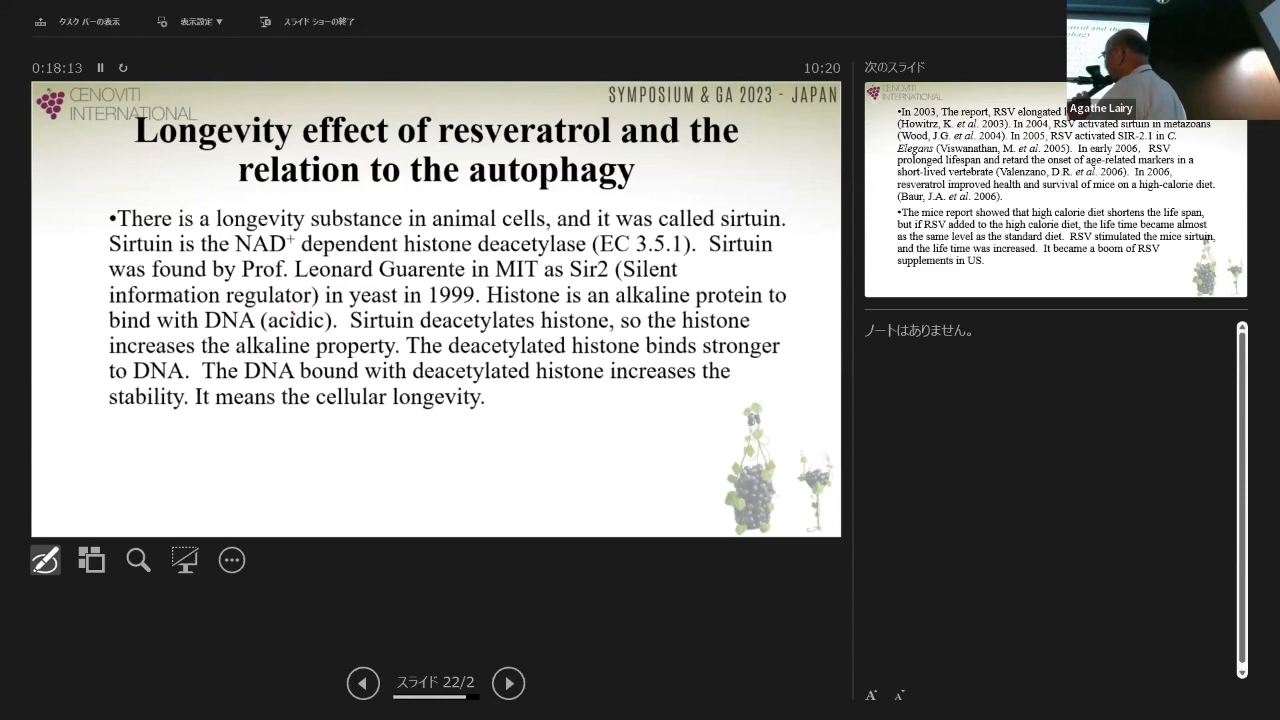 タスク バーの表示
表示設定 ▼
スライド ショーの終了
0:18:13
10:20
CENOVITI
INTERNATIONAL
SYMPOSIUM & GA 2023 - JAPAN
Longevity effect of resveratrol and the
relation to the autophagy
•There is a longevity substance in animal cells, and it was called sirtuin.
Sirtuin is the NAD+ dependent histone deacetylase (EC 3.5.1). Sirtuin
was found by Prof. Leonard Guarente in MIT as Sir2 (Silent
information regulator) in yeast in 1999. Histone is an alkaline protein to
bind with DNA (acidic). Sirtuin deacetylates histone, so the histone
increases the alkaline property. The deacetylated histone binds stronger
to DNA. The DNA bound with deacetylated histone increases the
stability. It means the cellular longevity.
スライド 22/2
次のスライド
Agathe Lairy
CENOVITI
INTERNATIONAL
•In 2003, The report, RSV elongated
(Howitz, K. et al. 2003). In 2004, RSV activated sirtuin in metazoans
(Wood, J.G. et al. 2004). In 2005, RSV activated SIR-2.1 in C.
Elegans (Viswanathan, M. et al. 2005). In early 2006, RSV
prolonged lifespan and retard the onset of age-related markers in a
short-lived vertebrate (Valenzano, D.R. et al. 2006). In 2006,
resveratrol improved health and survival of mice on a high-calorie diet.
(Baur, J.A. et al. 2006).
•The mice report showed that high calorie diet shortens the life span,
but if RSV added to the high calorie diet, the life time became almost
as the same level as the standard diet. RSV stimulated the mice sirtuin,
and the life time was increased. It became a boom of RSV
supplements in US.
ノートはありません。
A A